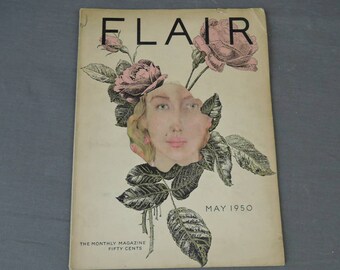 FLAIR
MAY 1950
THE MONTHLY MAGAZINE
FIFTY CENTS